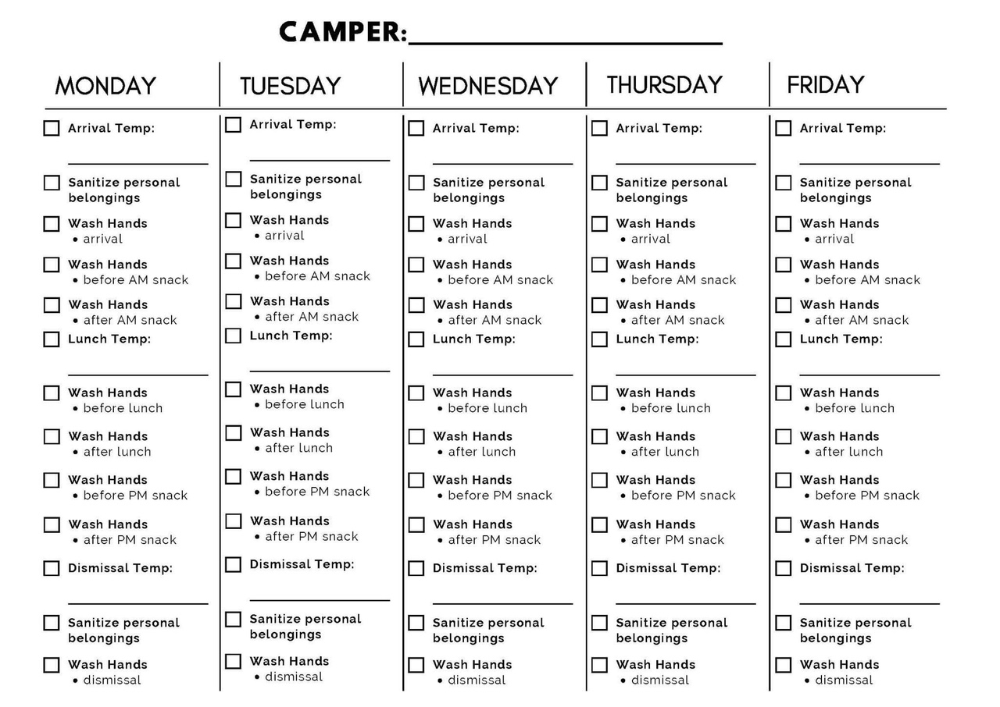 CAMPER:
MONDAY
Arrival Temp:
Sanitize personal
belongings
Wash Hands
• arrival
Wash Hands
• before AM snack
Wash Hands
• after AM snack
Lunch Temp:
Wash Hands
• before lunch
Wash Hands
• after lunch
Wash Hands
• before PM snack
Wash Hands
• after PM snack
Dismissal Temp:
Sanitize personal
belongings
Wash Hands
• dismissal
TUESDAY
Arrival Temp:
Sanitize personal
belongings
Wash Hands
• arrival
Wash Hands
• before AM snack
Wash Hands
• after AM snack
Lunch Temp:
Wash Hands
• before lunch
Wash Hands
• after lunch
Wash Hands
• before PM snack
Wash Hands
• after PM snack
Dismissal Temp:
Sanitize personal
belongings
Wash Hands
• dismissal
WEDNESDAY
Arrival Temp:
Sanitize personal
belongings
Wash Hands
• arrival
Wash Hands
• before AM snack
Wash Hands
• after AM snack
Lunch Temp:
Wash Hands
• before lunch
Wash Hands
• after lunch
Wash Hands
• before PM snack
Wash Hands
• after PM snack
Dismissal Temp:
Sanitize personal
belongings
Wash Hands
• dismissal
THURSDAY
Arrival Temp:
Sanitize personal
belongings
Wash Hands
• arrival
Wash Hands
• before AM snack
Wash Hands
• after AM snack
Lunch Temp:
Wash Hands
• before lunch
Wash Hands
• after lunch
Wash Hands
• before PM snack
Wash Hands
• after PM snack
Dismissal Temp:
Sanitize personal
belongings
Wash Hands
• dismissal
FRIDAY
Arrival Temp:
Sanitize personal
belongings
Wash Hands
• arrival
Wash Hands
• before AM snack
Wash Hands
• after AM snack
Lunch Temp:
Wash Hands
• before lunch
Wash Hands
• after lunch
Wash Hands
• before PM snack
Wash Hands
• after PM snack
Dismissal Temp:
Sanitize personal
belongings
Wash Hands
• dismissal